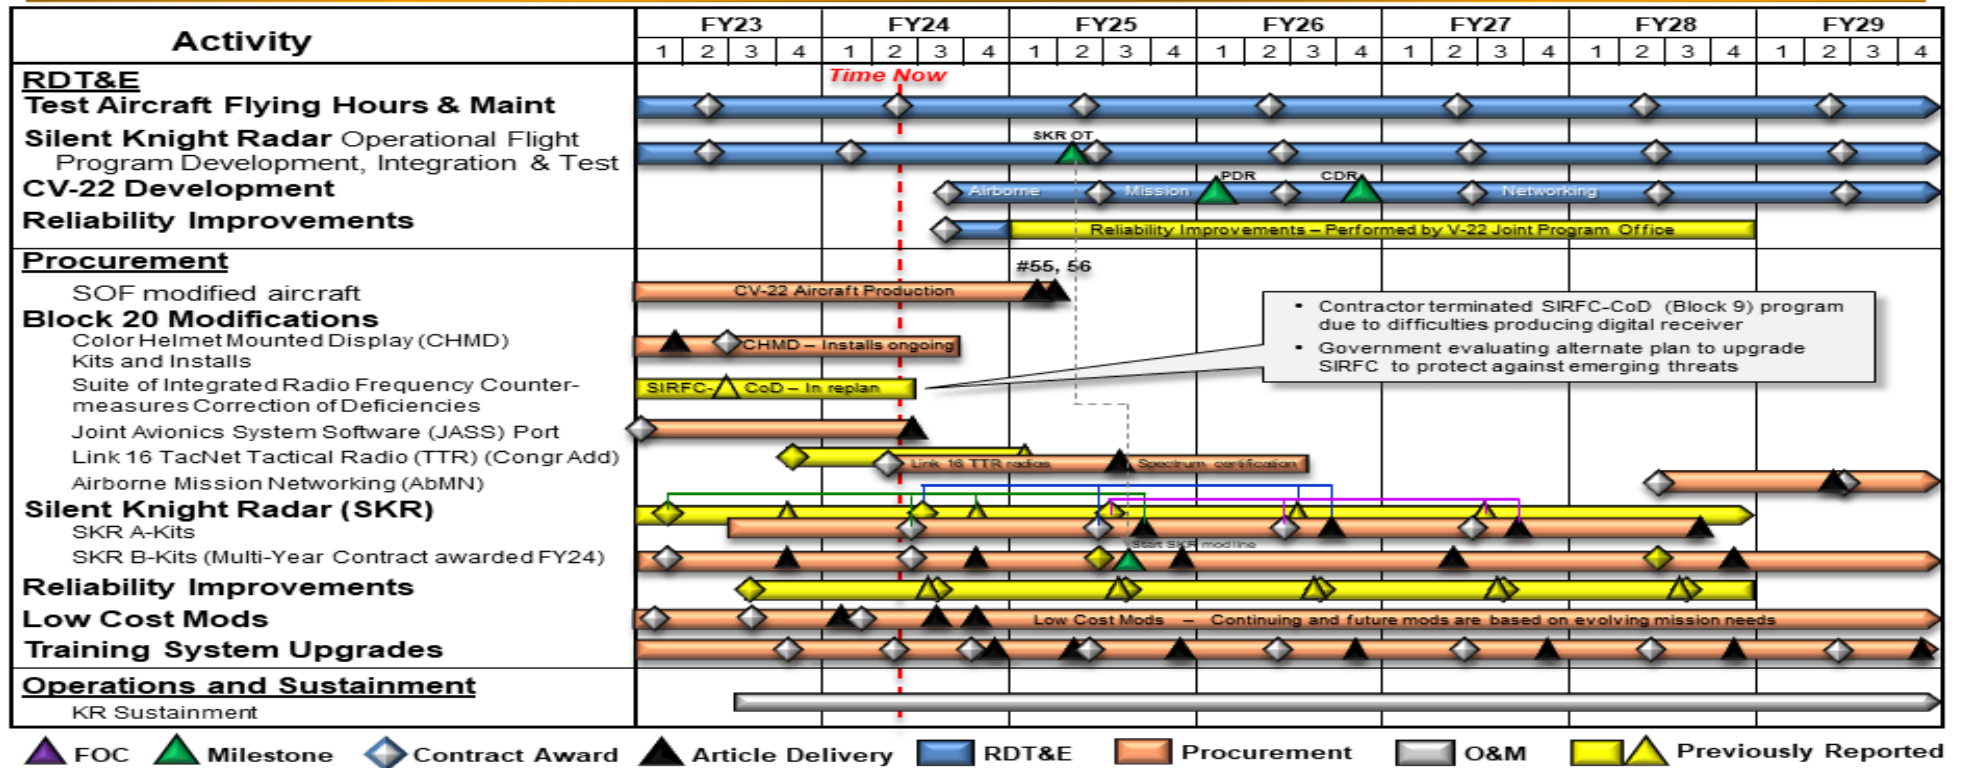 Activity
FY23 FY24 FY25 FY26 FY27 FY28 FY29
1 2 3 4 1 2 3 4 1 2 3 4 1 2 3 4 1 2 3 4 1 2 3 4 1 2 3 4
RDT&E
Time Now
Test Aircraft Flying Hours & Maint
Silent Knight Radar Operational Flight
Program Development, Integration & Test
SKR OT
CV-22 Development
Airborne Mission PDR CDR Networking
Reliability Improvements
Reliability Improvements – Performed by V-22 Joint Program Office
Procurement
#55, 56
SOF modified aircraft
CV-22 Aircraft Production
Block 20 Modifications
Color Helmet Mounted Display (CHMD)
Kits and Installs
CHMD – Installs ongoing
Suite of Integrated Radio Frequency Counter-
measures Correction of Deficiencies
SIRFC- CoD – In replan
• Contractor terminated SIRFC-CoD (Block 9) program
due to difficulties producing digital receiver
• Government evaluating alternate plan to upgrade
SIRFC to protect against emerging threats
Joint Avionics System Software (JASS) Port
Link 16 TacNet Tactical Radio (TTR) (Congr Add)
Link 16 TTR radios Spectrum certification
Airborne Mission Networking (AbMN)
Silent Knight Radar (SKR)
SKR A-Kits
Start SKR modline
SKR B-Kits (Multi-Year Contract awarded FY24)
Reliability Improvements
Low Cost Mods
Low Cost Mods – Continuing and future mods are based on evolving mission needs
Training System Upgrades
Operations and Sustainment
KR Sustainment
FOC Milestone Contract Award Article Delivery RDT&E Procurement O&M Previously Reported